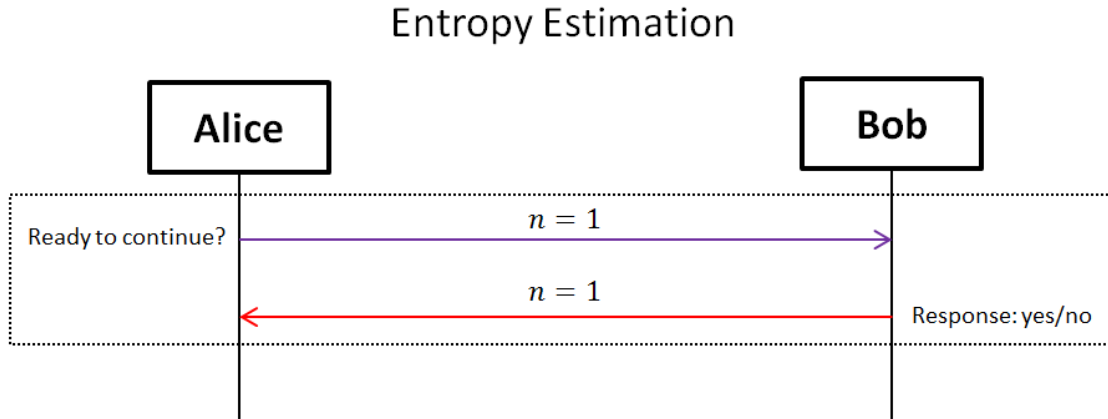 Entropy Estimation
Alice
Bob
n = 1
Ready to continue?
n = 1
Response: yes/no